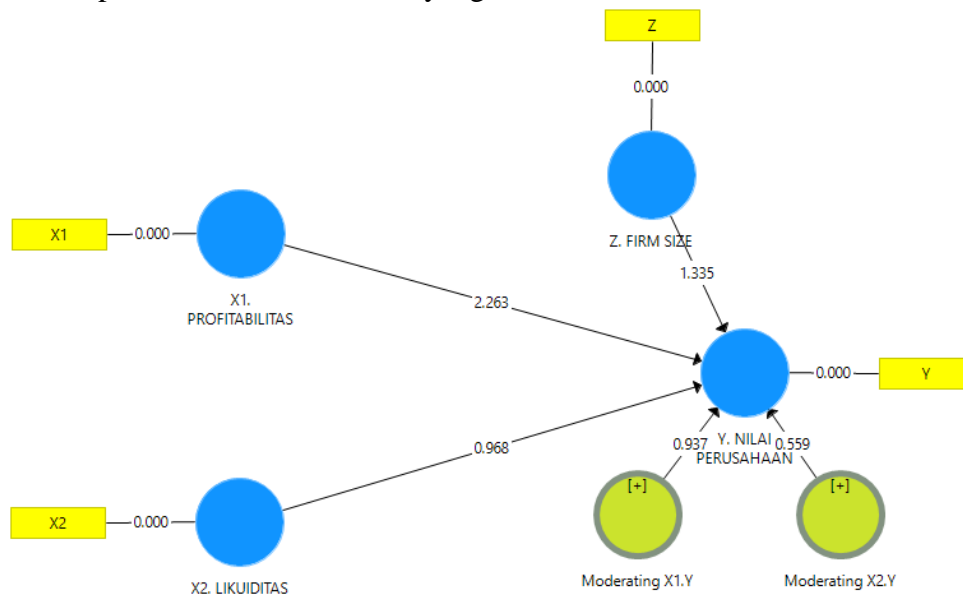 Z
0.000
Z. FIRM SIZE
1.335
X1
0.000
X1.
PROFITABILITAS
2.263
0.000
Y
Y. NILAI
PERUSAHAAN
0.968
0.937
0.559
X2
0.000
X2. LIKUIDITAS
[+]
[+]
Moderating X1.Y
Moderating X2.Y